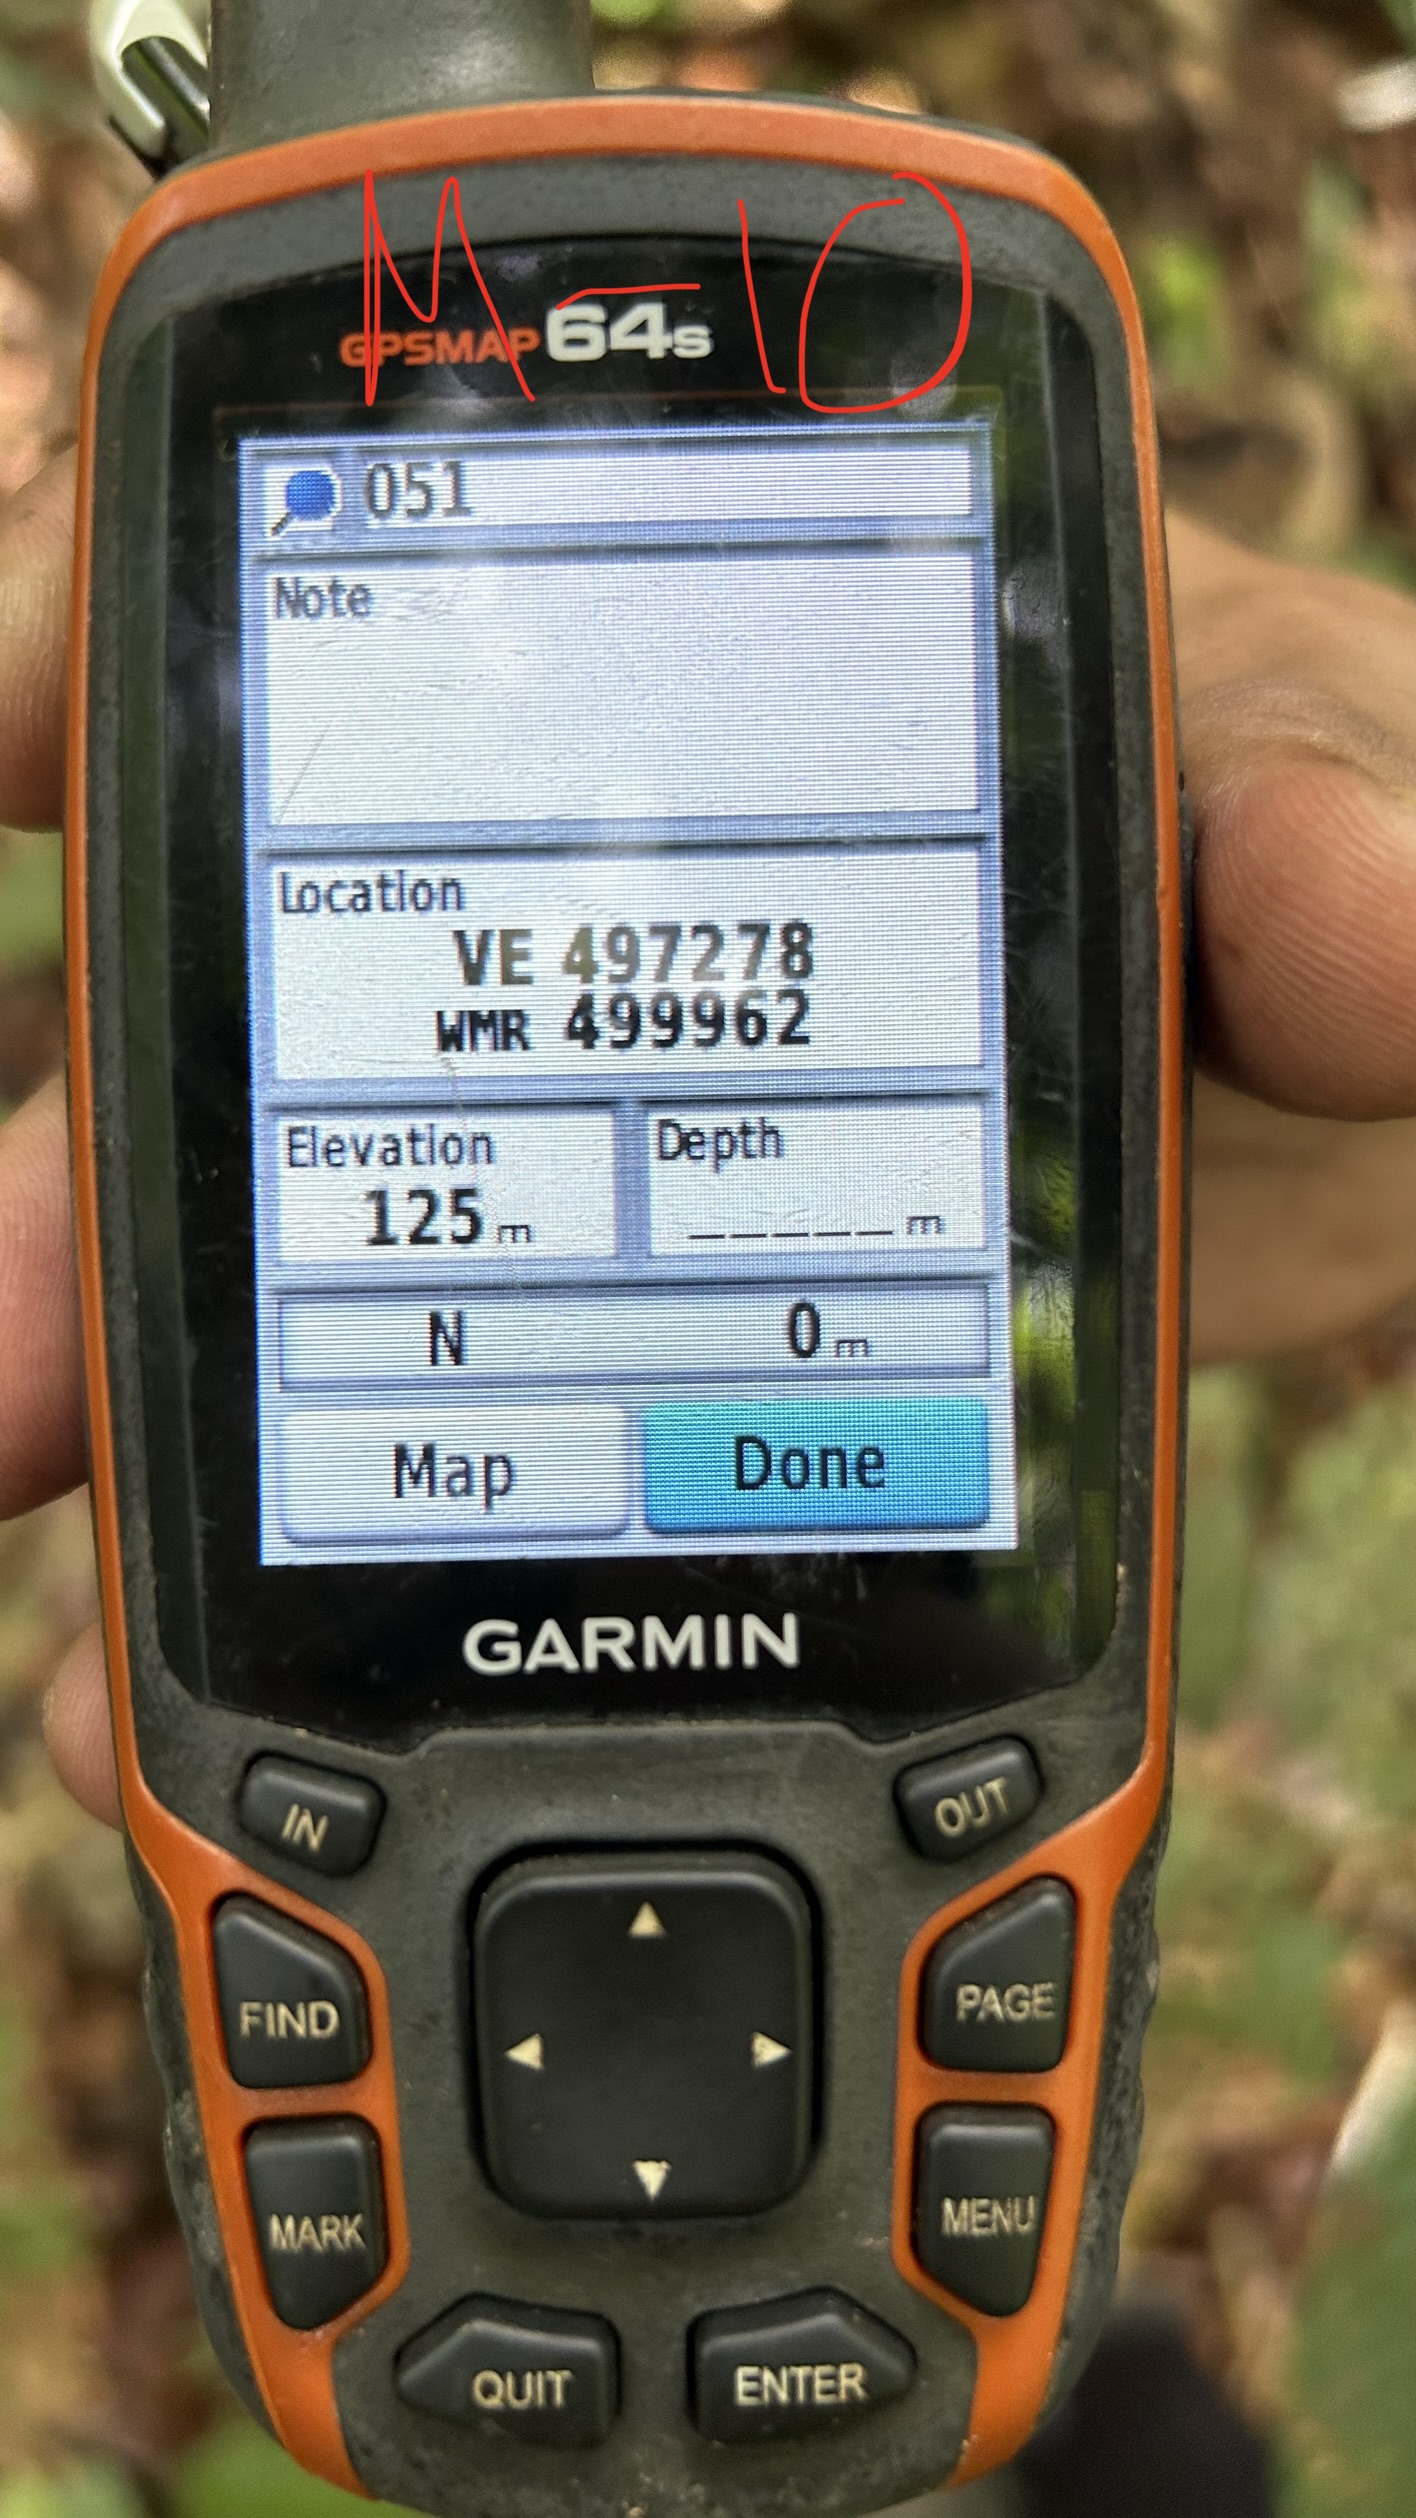 M-10
GPSMAP 64s
051
Note
Location
VE 497278
WMR 499962
Elevation
125 m
Depth
_____ m
N 0 m
Map Done
GARMIN
IN OUT
FIND PAGE
MARK MENU
QUIT ENTER